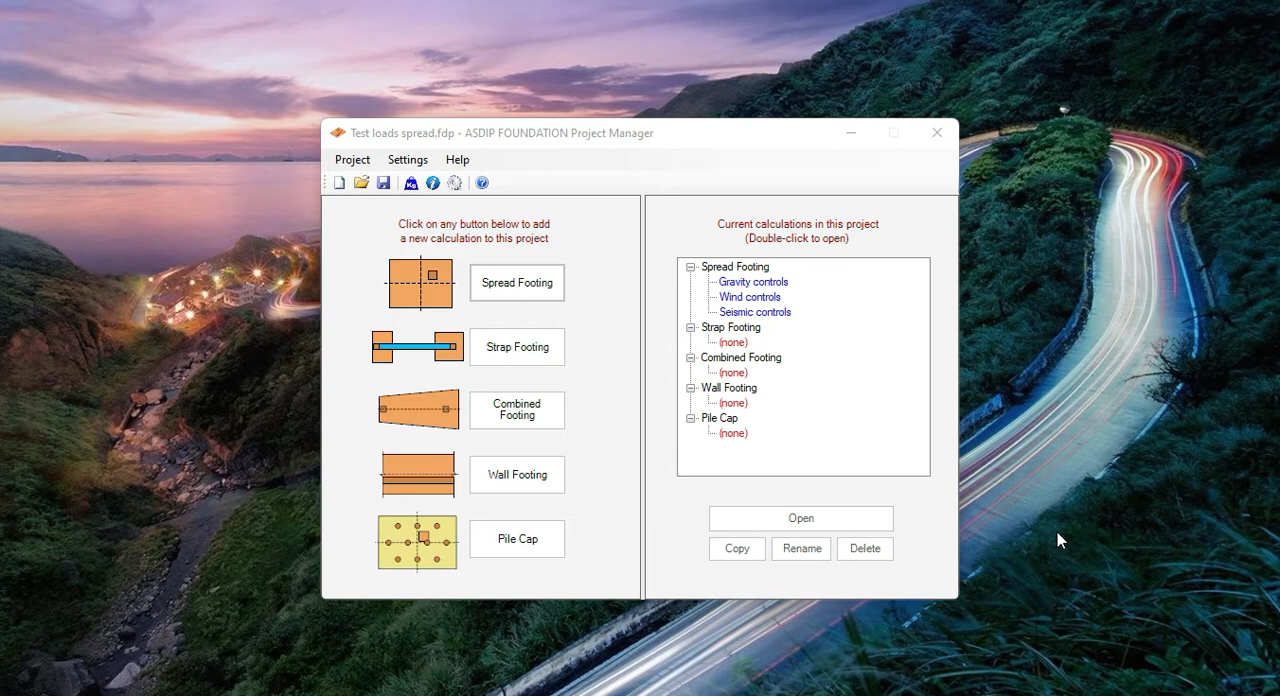 Test loads spread.fdp - ASDIP FOUNDATION Project Manager
Project Settings Help
Kg
Click on any button below to add
a new calculation to this project
Spread Footing
Strap Footing
Combined
Footing
Wall Footing
Pile Cap
Current calculations in this project
(Double-click to open)
Spread Footing
Gravity controls
Wind controls
Seismic controls
Strap Footing
(none)
Combined Footing
(none)
Wall Footing
(none)
Pile Cap
(none)
Open
Copy Rename Delete